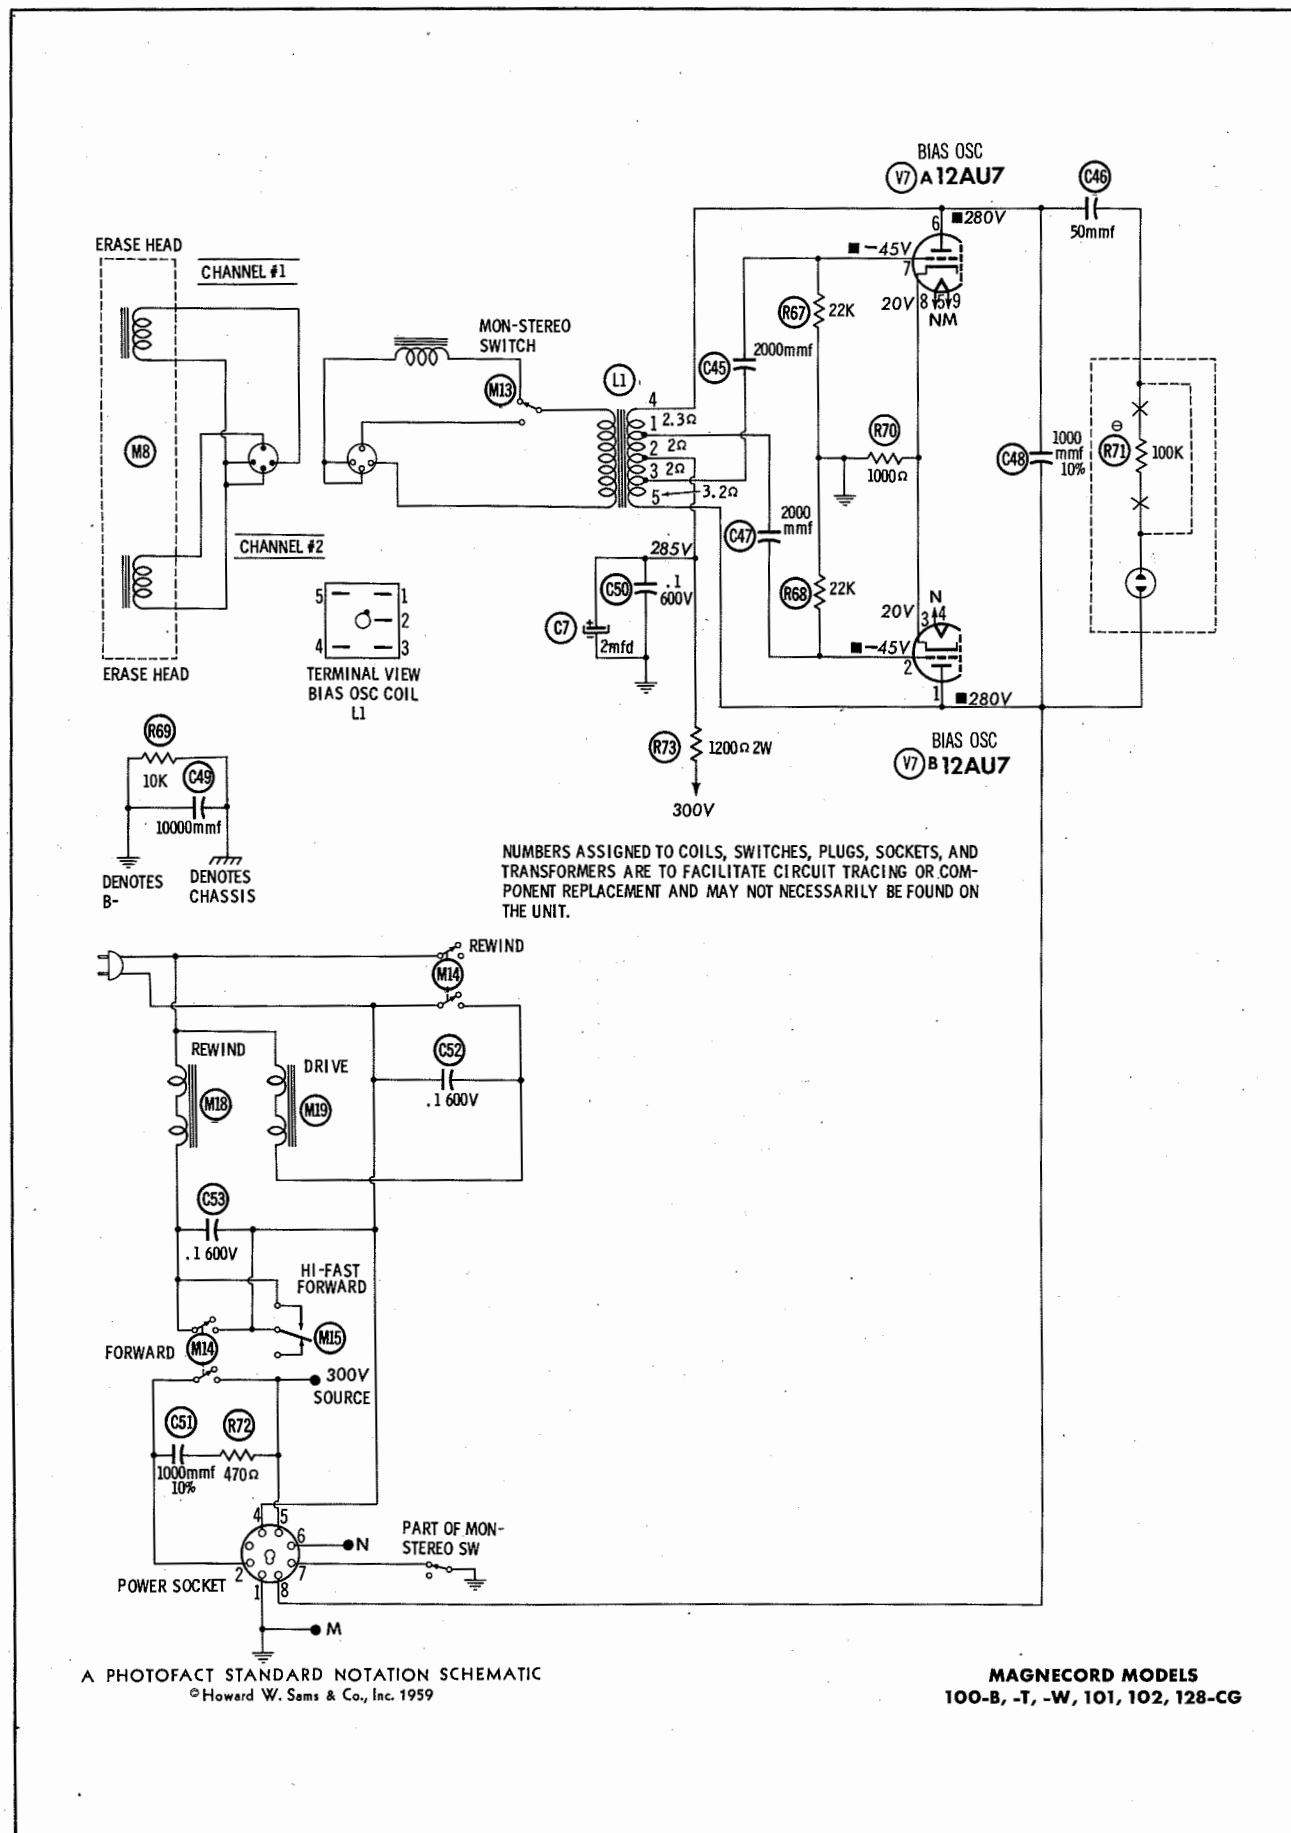 BIAS OSC
V7 A 12AU7
C46
50mmf
6 ■280V
■-45V
7
20V 8 5 9
NM
ERASE HEAD
CHANNEL #1
M8
CHANNEL #2
ERASE HEAD
MON-STEREO
SWITCH
M13
L1
4
1 2.3Ω
2 2Ω
3 2Ω
5 3.2Ω
C45
2000mmf
R67 22K
R70
1000Ω
C48
1000
mmf
10%
⊖
R71 100K
C47
2000
mmf
R68 22K
285V
C50 .1
600V
C7
+
-
2mfd
N
20V 3 4
■-45V
2
1 ■280V
BIAS OSC
V7 B 12AU7
R73 1200Ω 2W
300V
5 1
2
4 3
TERMINAL VIEW
BIAS OSC COIL
L1
R69
10K
C49
10000mmf
DENOTES
B-
DENOTES
CHASSIS
NUMBERS ASSIGNED TO COILS, SWITCHES, PLUGS, SOCKETS, AND
TRANSFORMERS ARE TO FACILITATE CIRCUIT TRACING OR COM-
PONENT REPLACEMENT AND MAY NOT NECESSARILY BE FOUND ON
THE UNIT.
REWIND
M14
REWIND
M18
DRIVE
M19
C52
.1 600V
C53
.1 600V
HI-FAST
FORWARD
M15
FORWARD
M14
300V
SOURCE
C51
1000mmf
10%
R72
470Ω
4 5
6 N
7
2
1 8
POWER SOCKET
PART OF MON-
STEREO SW
M
A PHOTOFACT STANDARD NOTATION SCHEMATIC
©Howard W. Sams & Co., Inc. 1959
MAGNECORD MODELS
100-B, -T, -W, 101, 102, 128-CG